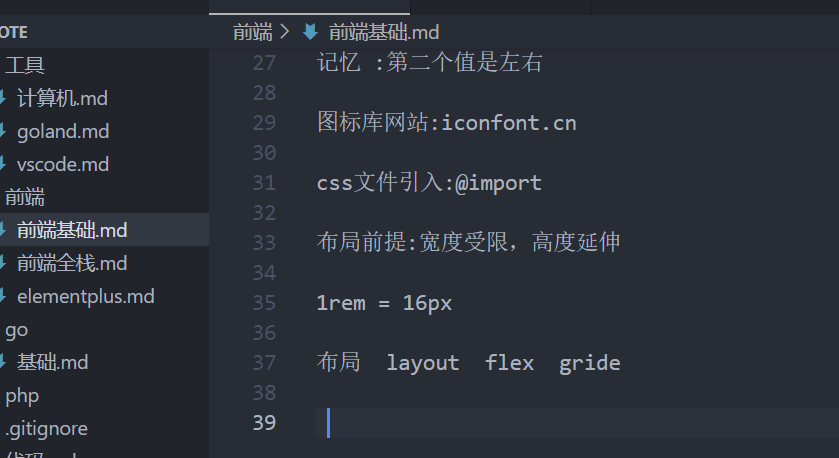 OTE
工具
计算机.md
goland.md
vscode.md
前端
前端基础.md
前端全栈.md
elementplus.md
go
基础.md
php
.gitignore
前端 > 前端基础.md
27 记忆 :第二个值是左右
28
29 图标库网站:iconfont.cn
30
31 css文件引入:@import
32
33 布局前提:宽度受限，高度延伸
34
35 1rem = 16px
36
37 布局 layout flex gride
38
39